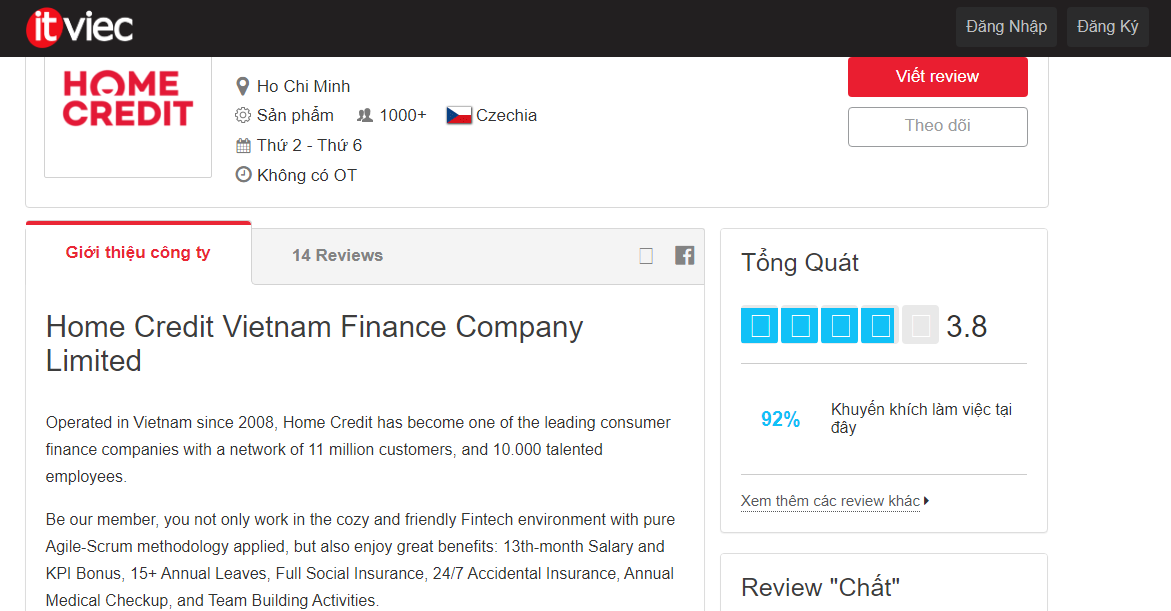 itviec
Đăng Nhập
Đăng Ký
HOME
CREDIT
Ho Chi Minh
Sản phẩm 1000+ Czechia
Thứ 2 - Thứ 6
Không có OT
Viết review
Theo dõi
Giới thiệu công ty
14 Reviews
Home Credit Vietnam Finance Company
Limited
Operated in Vietnam since 2008, Home Credit has become one of the leading consumer
finance companies with a network of 11 million customers, and 10.000 talented
employees.
Be our member, you not only work in the cozy and friendly Fintech environment with pure
Agile-Scrum methodology applied, but also enjoy great benefits: 13th-month Salary and
KPI Bonus, 15+ Annual Leaves, Full Social Insurance, 24/7 Accidental Insurance, Annual
Medical Checkup, and Team Building Activities.
Tổng Quát
3.8
92%
Khuyến khích làm việc tại
đây
Xem thêm các review khác
Review "Chất"